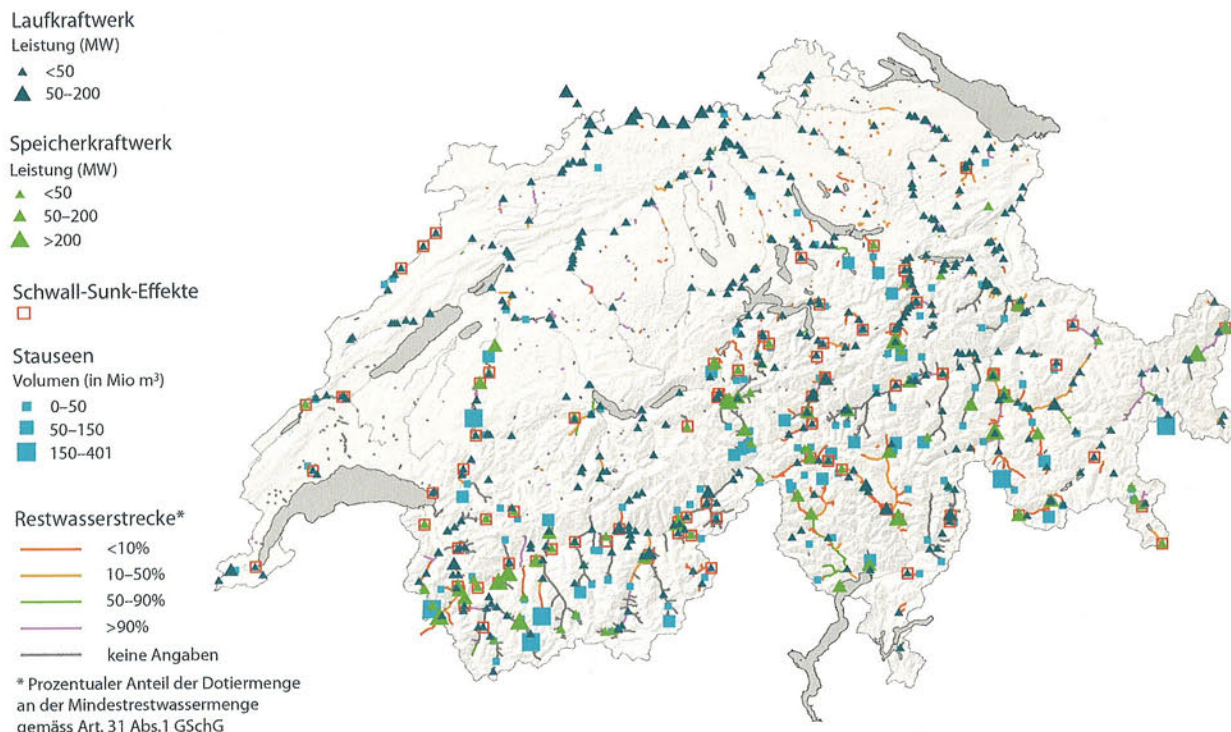 Laufkraftwerk
Leistung (MW)
<50
50–200
Speicherkraftwerk
Leistung (MW)
<50
50–200
>200
Schwall-Sunk-Effekte
Stauseen
Volumen (in Mio m³)
0–50
50–150
150–401
Restwasserstrecke*
<10%
10–50%
50–90%
>90%
keine Angaben
* Prozentualer Anteil der Dotiermenge
an der Mindestrestwassermenge
gemäss Art. 31 Abs.1 GSchG